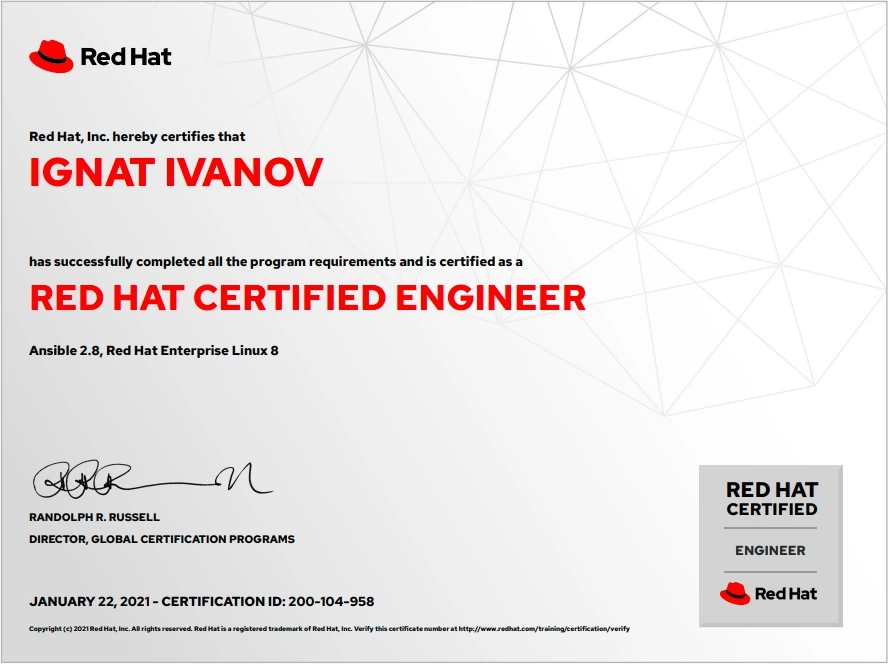 Red Hat
Red Hat, Inc. hereby certifies that
IGNAT IVANOV
has successfully completed all the program requirements and is certified as a
RED HAT CERTIFIED ENGINEER
Ansible 2.8, Red Hat Enterprise Linux 8
RANDOLPH R. RUSSELL
DIRECTOR, GLOBAL CERTIFICATION PROGRAMS
JANUARY 22, 2021 - CERTIFICATION ID: 200-104-958
Copyright (c) 2021 Red Hat, Inc. All rights reserved. Red Hat is a registered trademark of Red Hat, Inc. Verify this certificate number at http://www.redhat.com/training/certification/verify
RED HAT
CERTIFIED
ENGINEER
Red Hat